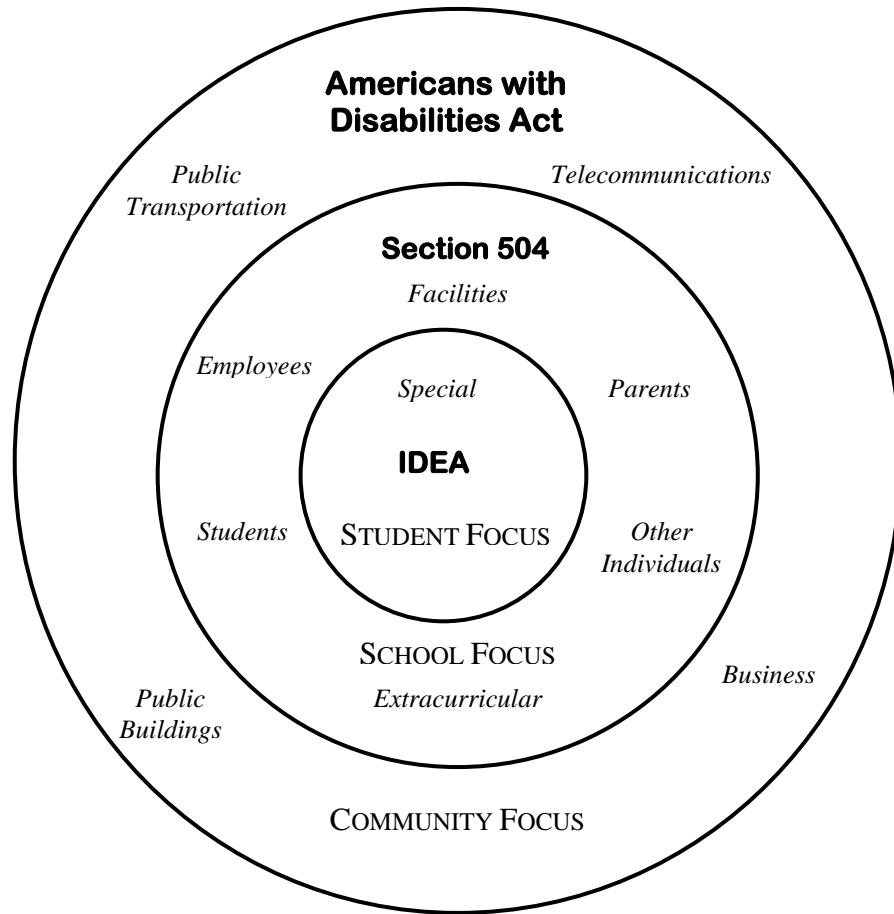 Americans with
Disabilities Act
Public
Transportation
Telecommunications
Section 504
Facilities
Employees
Special
Parents
IDEA
Students
STUDENT FOCUS
Other
Individuals
SCHOOL FOCUS
Extracurricular
Business
Public
Buildings
COMMUNITY FOCUS